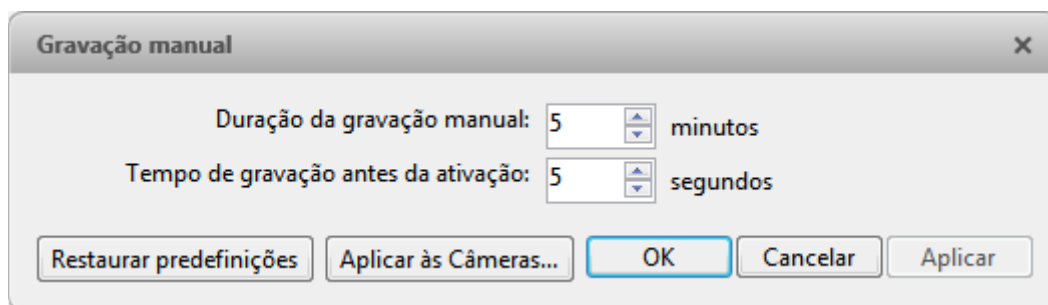 Gravação manual
Duração da gravação manual: 5 minutos
Tempo de gravação antes da ativação: 5 segundos
Restaurar predefinições Aplicar às Câmeras... OK Cancelar Aplicar